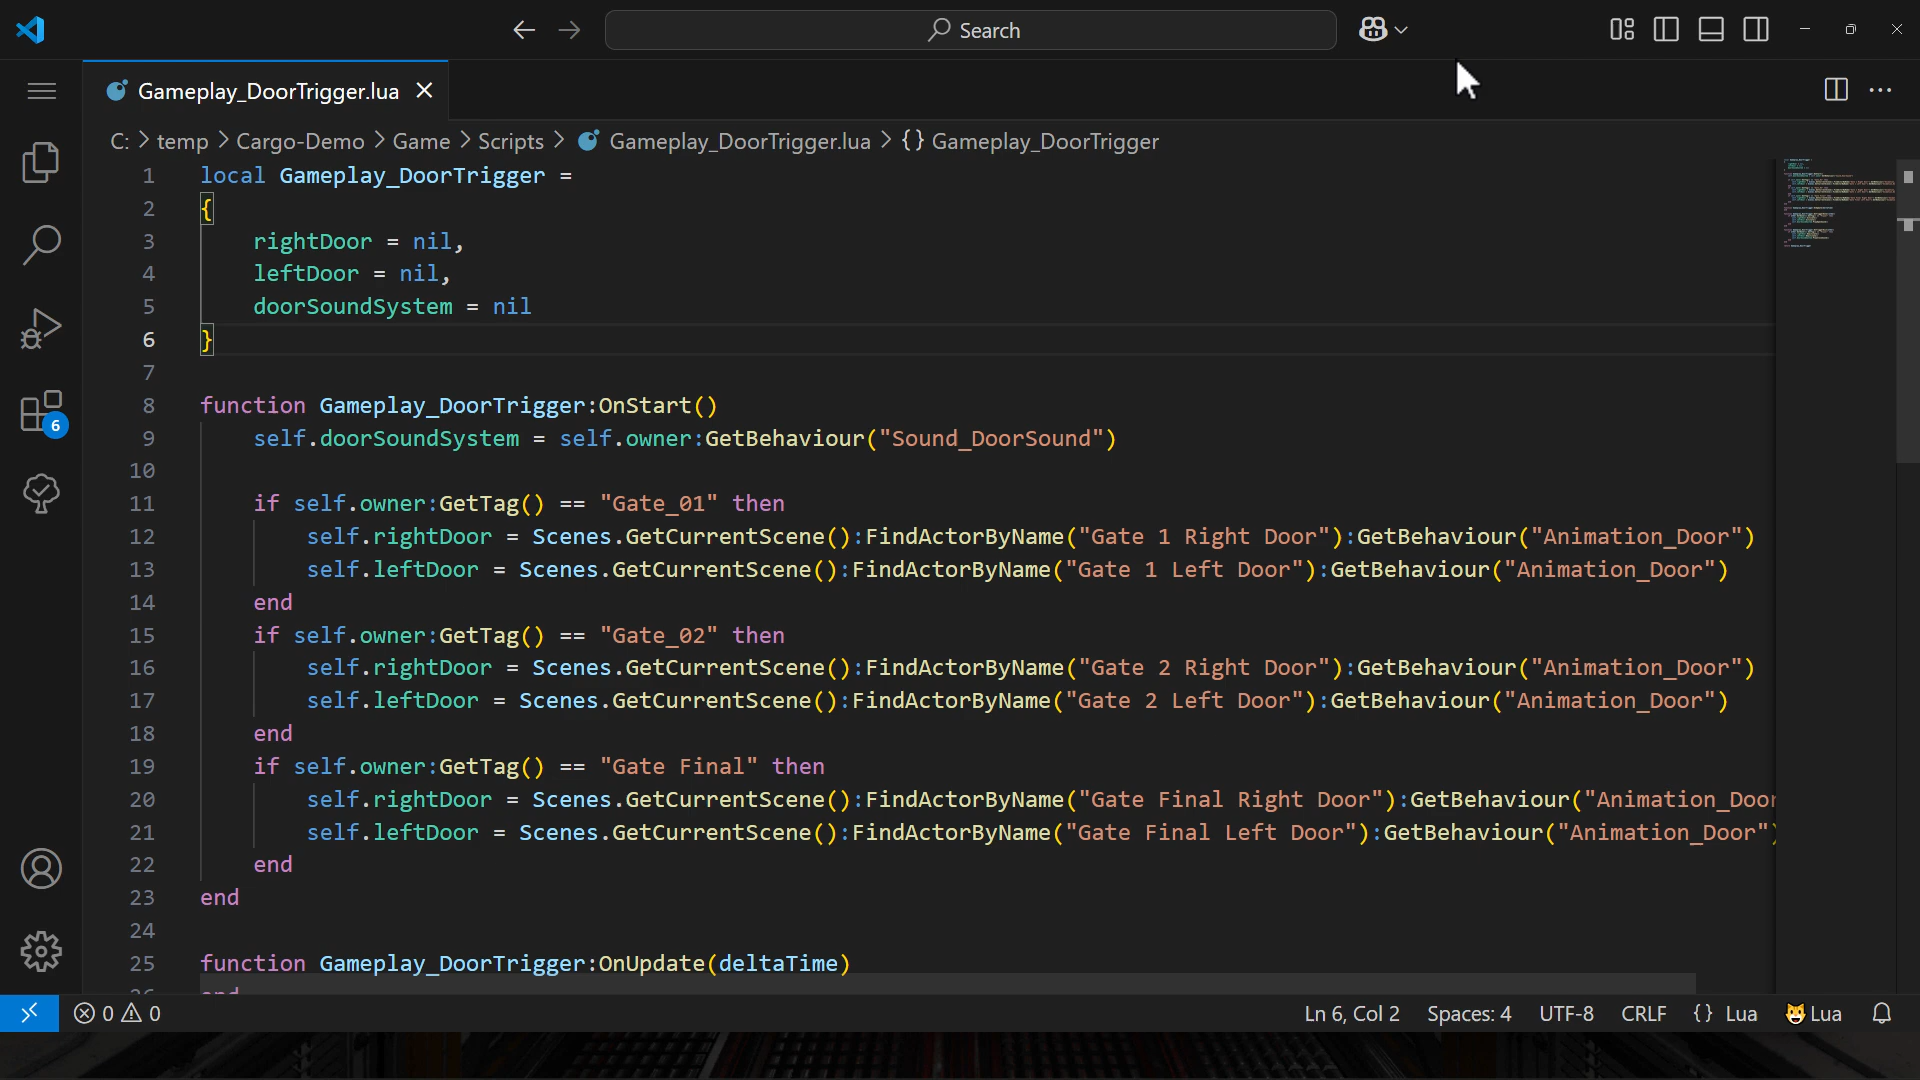 Search
Gameplay_DoorTrigger.lua
C: > temp > Cargo-Demo > Game > Scripts > Gameplay_DoorTrigger.lua > {} Gameplay_DoorTrigger
1 local Gameplay_DoorTrigger =
2 {
3 rightDoor = nil,
4 leftDoor = nil,
5 doorSoundSystem = nil
6 }
7
8 function Gameplay_DoorTrigger:OnStart()
9 self.doorSoundSystem = self.owner:GetBehaviour("Sound_DoorSound")
10
11 if self.owner:GetTag() == "Gate_01" then
12 self.rightDoor = Scenes.GetCurrentScene():FindActorByName("Gate 1 Right Door"):GetBehaviour("Animation_Door")
13 self.leftDoor = Scenes.GetCurrentScene():FindActorByName("Gate 1 Left Door"):GetBehaviour("Animation_Door")
14 end
15 if self.owner:GetTag() == "Gate_02" then
16 self.rightDoor = Scenes.GetCurrentScene():FindActorByName("Gate 2 Right Door"):GetBehaviour("Animation_Door")
17 self.leftDoor = Scenes.GetCurrentScene():FindActorByName("Gate 2 Left Door"):GetBehaviour("Animation_Door")
18 end
19 if self.owner:GetTag() == "Gate Final" then
20 self.rightDoor = Scenes.GetCurrentScene():FindActorByName("Gate Final Right Door"):GetBehaviour("Animation_Door
21 self.leftDoor = Scenes.GetCurrentScene():FindActorByName("Gate Final Left Door"):GetBehaviour("Animation_Door")
22 end
23 end
24
25 function Gameplay_DoorTrigger:OnUpdate(deltaTime)
26 end
6
0 0 Ln 6, Col 2 Spaces: 4 UTF-8 CRLF {} Lua Lua